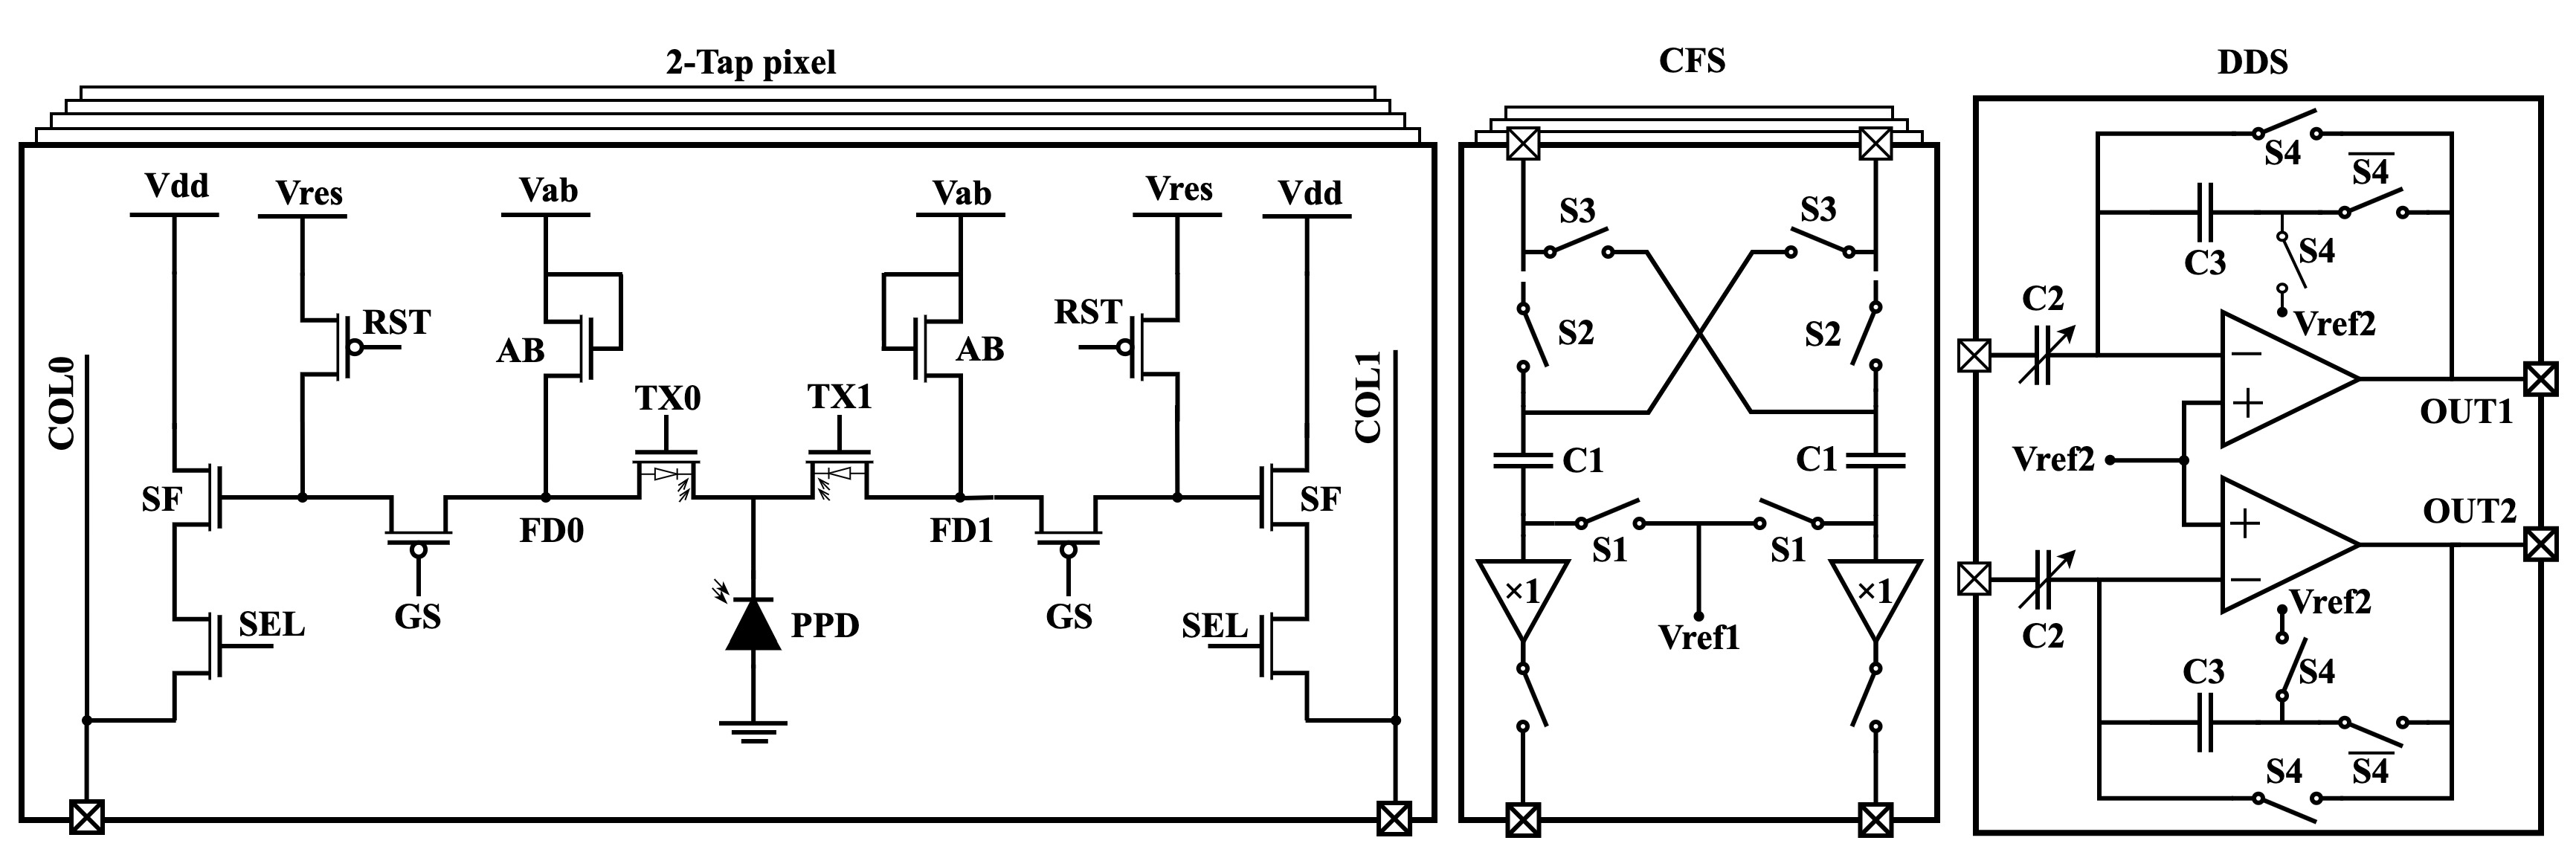 2-Tap pixel
CFS
DDS
Vdd
Vres
Vab
Vab
Vres
Vdd
RST
AB
AB
RST
COL0
COL1
TX0
TX1
SF
FD0
FD1
SF
GS
GS
SEL
PPD
SEL
S3
S3
S2
S2
C1
C1
S1
S1
×1
×1
Vref1
S4
S4
C3
S4
C2
Vref2
−
+
OUT1
Vref2
OUT2
+
−
Vref2
C2
C3
S4
S4
S4